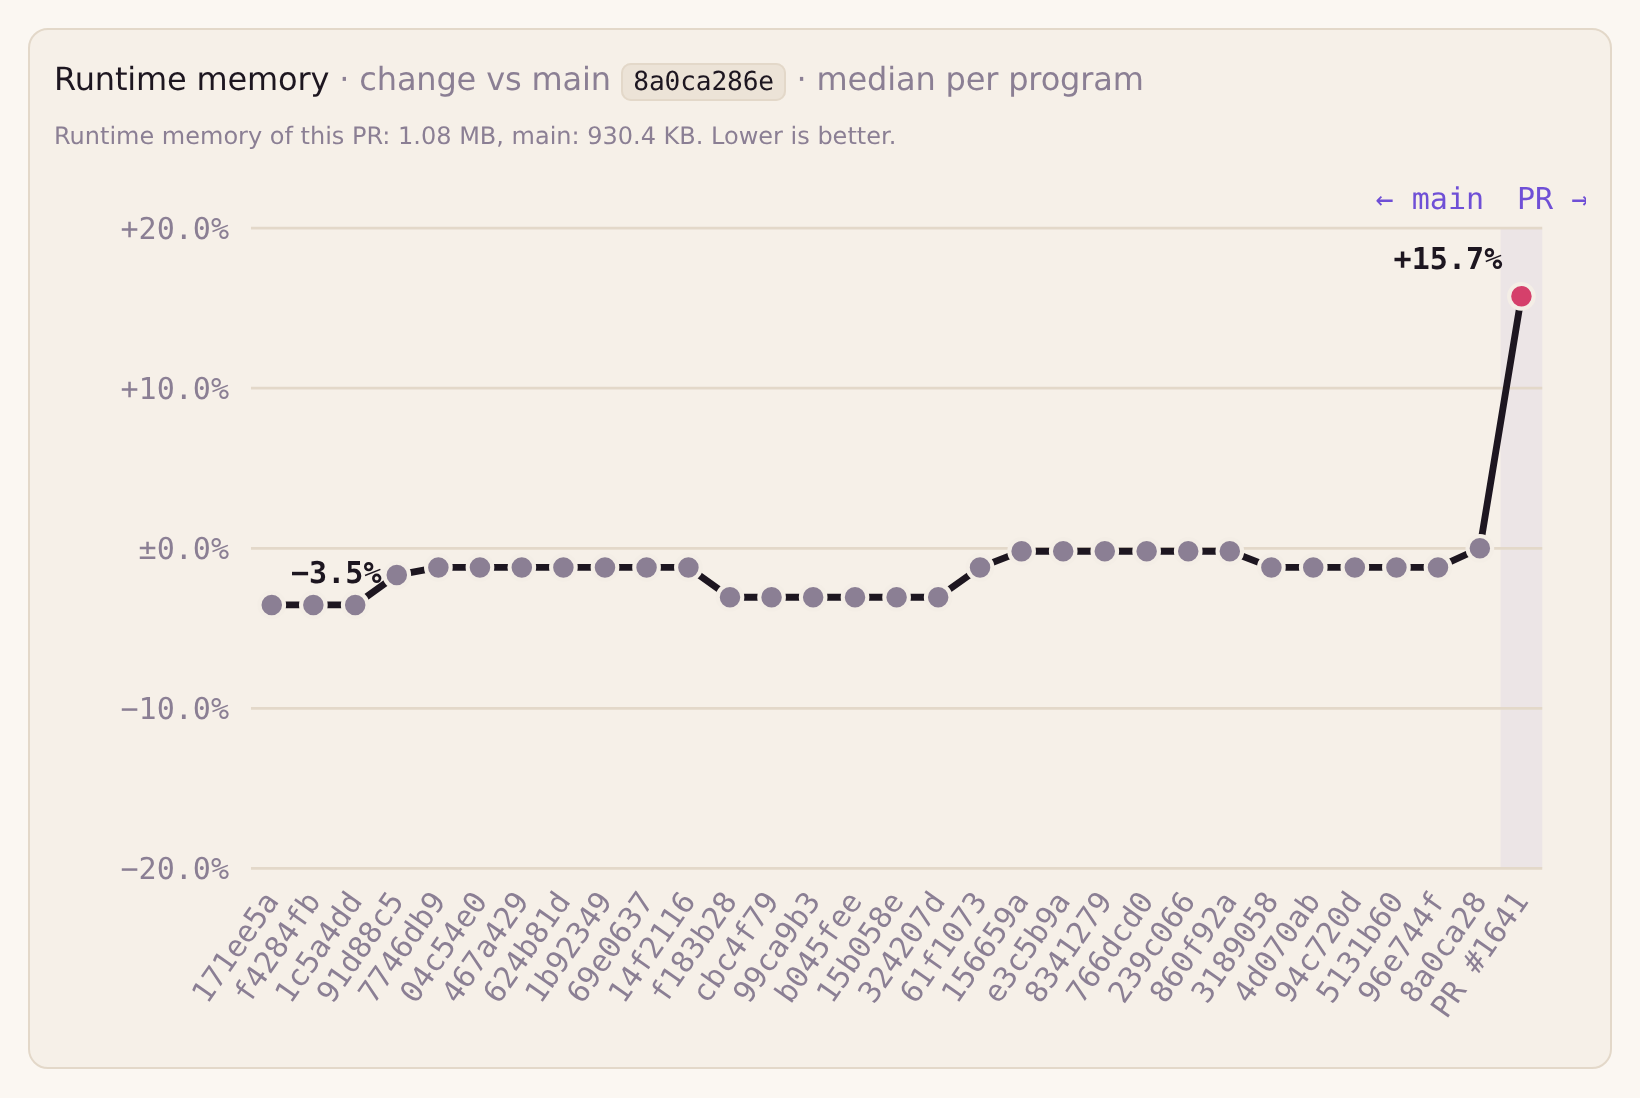 Runtime memory · change vs main 8a0ca286e · median per program
Runtime memory of this PR: 1.08 MB, main: 930.4 KB. Lower is better.
← main PR →
+20.0%
+15.7%
+10.0%
±0.0%
−3.5%
−10.0%
−20.0%
171ee5a
f4284fb
1c5a4dd
91d88c5
7746db9
04c54e0
467a429
624b81d
1b92349
69e0637
14f2116
f183b28
cbc4f79
99ca9b3
b045fee
15b058e
324207d
61f1073
156659a
e3c5b9a
8341279
766dcd0
239c066
860f92a
3189058
4d070ab
94c720d
5131b60
96e744f
8a0ca28
PR #1641